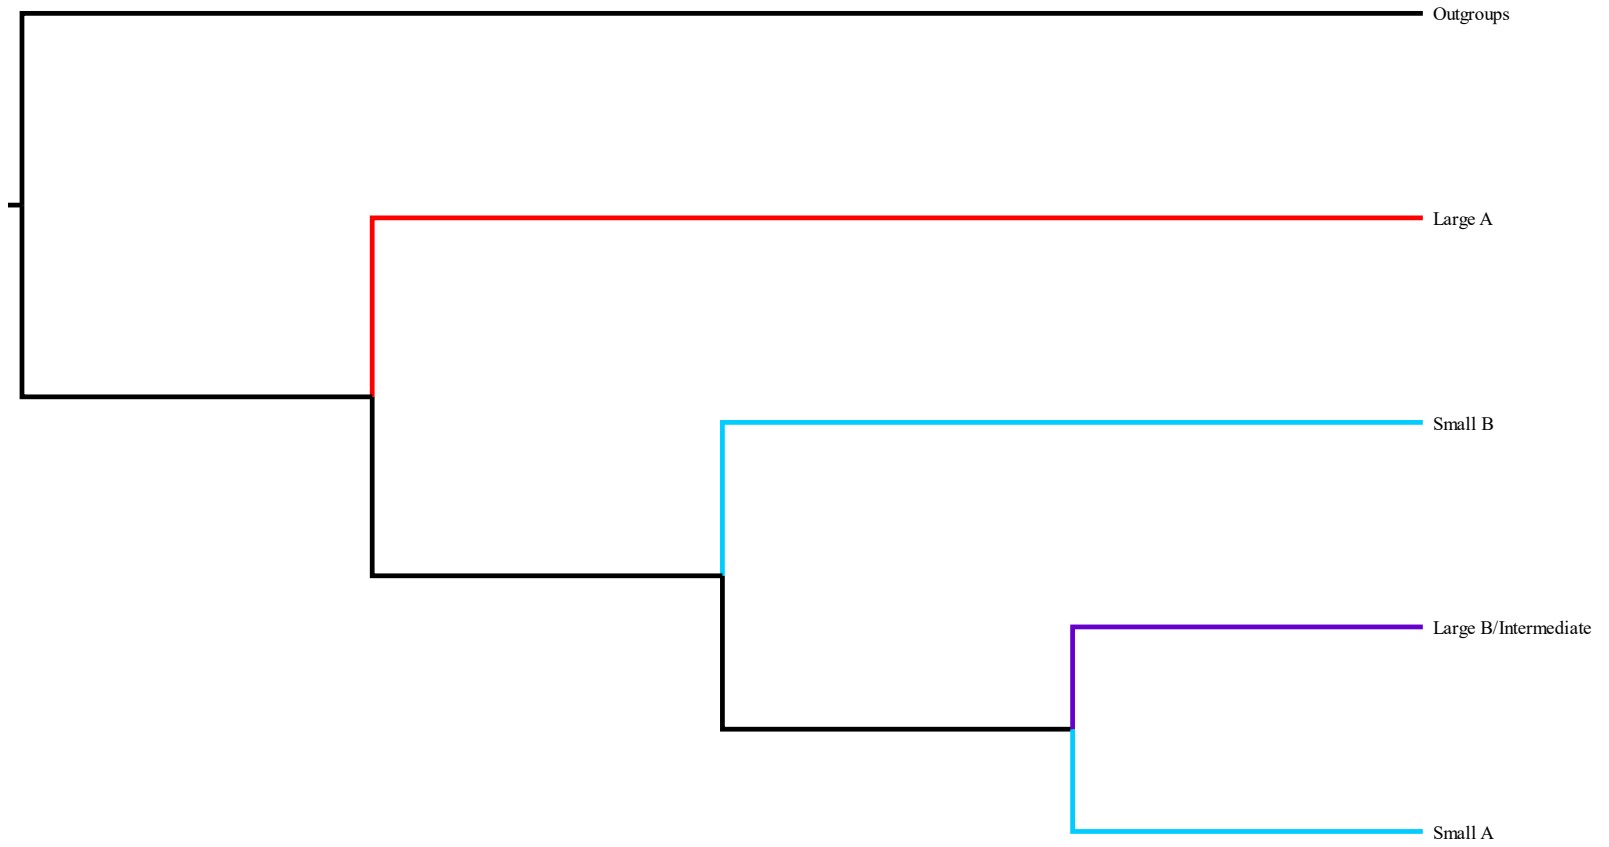 Outgroups
Large A
Small B
Large B/Intermediate
Small A